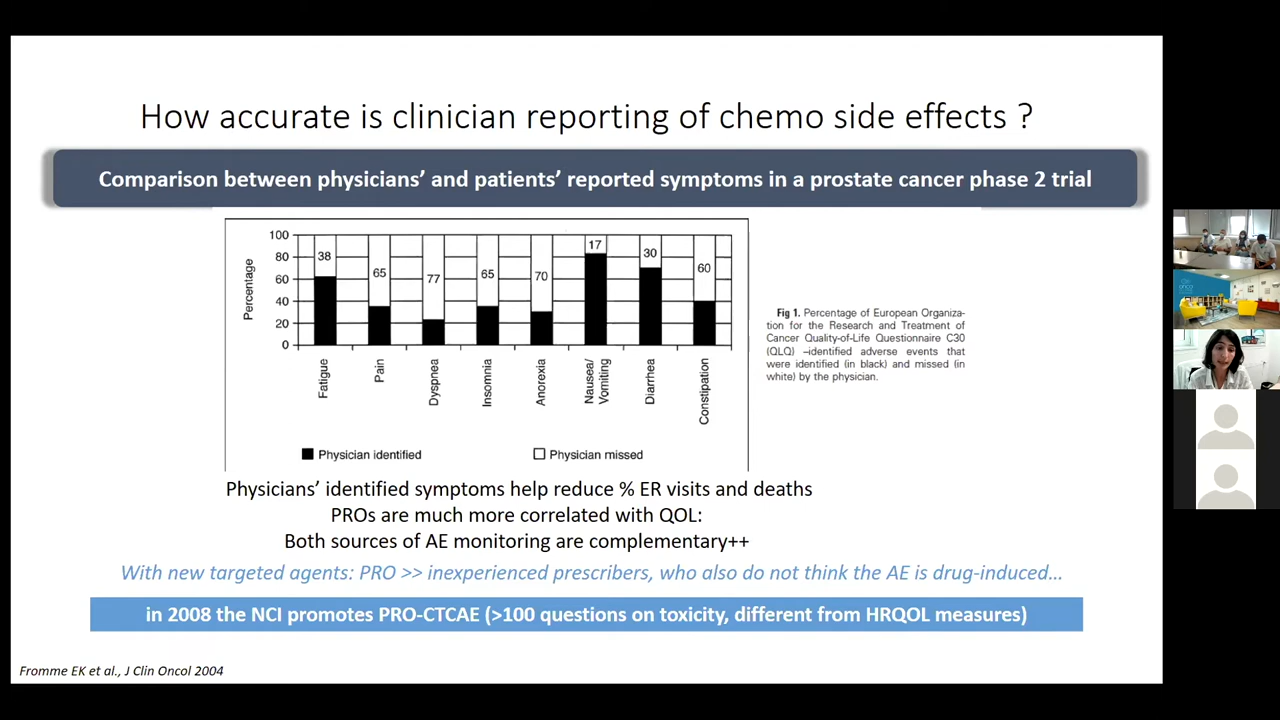 How accurate is clinician reporting of chemo side effects ?
Comparison between physicians’ and patients’ reported symptoms in a prostate cancer phase 2 trial
Percentage
100
80
60
40
20
0
38
65
77
65
70
17
30
60
Fatigue
Pain
Dyspnea
Insomnia
Anorexia
Nausea/
Vomiting
Diarrhea
Constipation
Physician identified
Physician missed
Fig 1. Percentage of European Organiza-
tion for the Research and Treatment of
Cancer Quality-of-Life Questionnaire C30
(QLQ) –identified adverse events that
were identified (in black) and missed (in
white) by the physician.
Physicians’ identified symptoms help reduce % ER visits and deaths
PROs are much more correlated with QOL:
Both sources of AE monitoring are complementary++
With new targeted agents: PRO >> inexperienced prescribers, who also do not think the AE is drug-induced…
in 2008 the NCI promotes PRO-CTCAE (>100 questions on toxicity, different from HRQOL measures)
Fromme EK et al., J Clin Oncol 2004